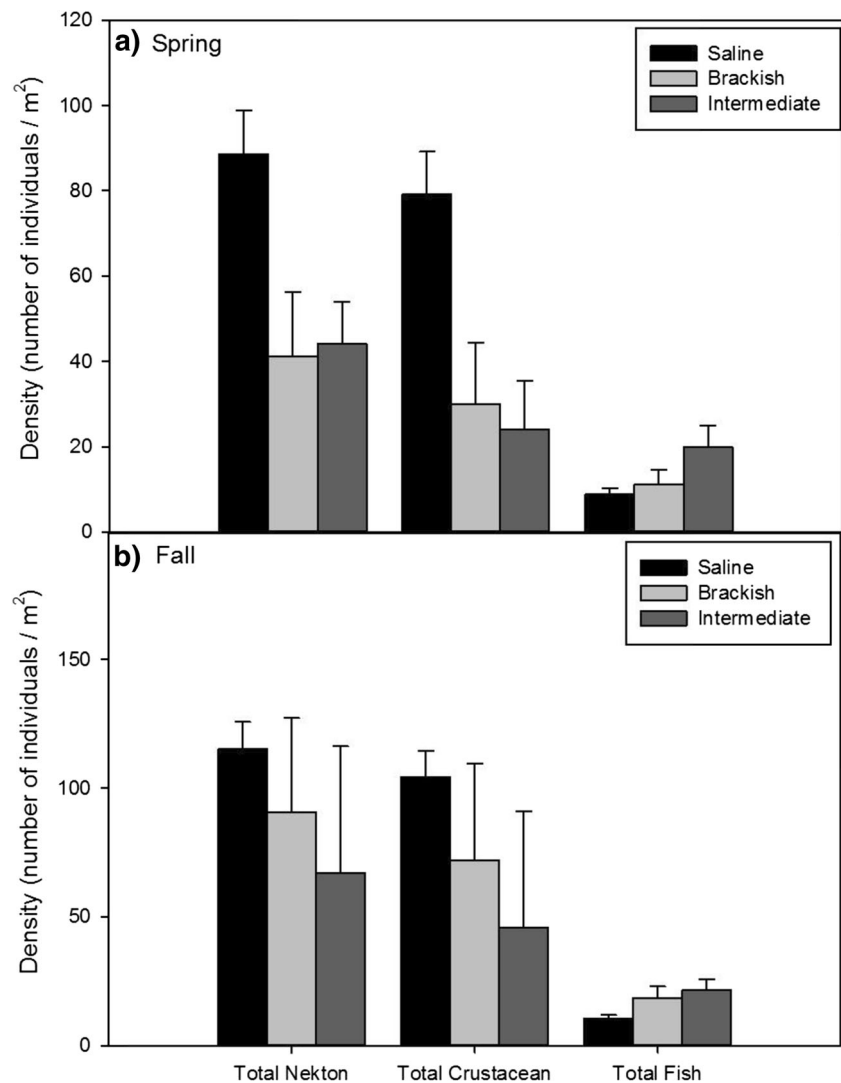 a) Spring
Saline
Brackish
Intermediate
120
100
80
60
40
20
0
Density (number of individuals / m²)
b) Fall
Saline
Brackish
Intermediate
150
100
50
0
Density (number of individuals / m²)
Total Nekton Total Crustacean Total Fish